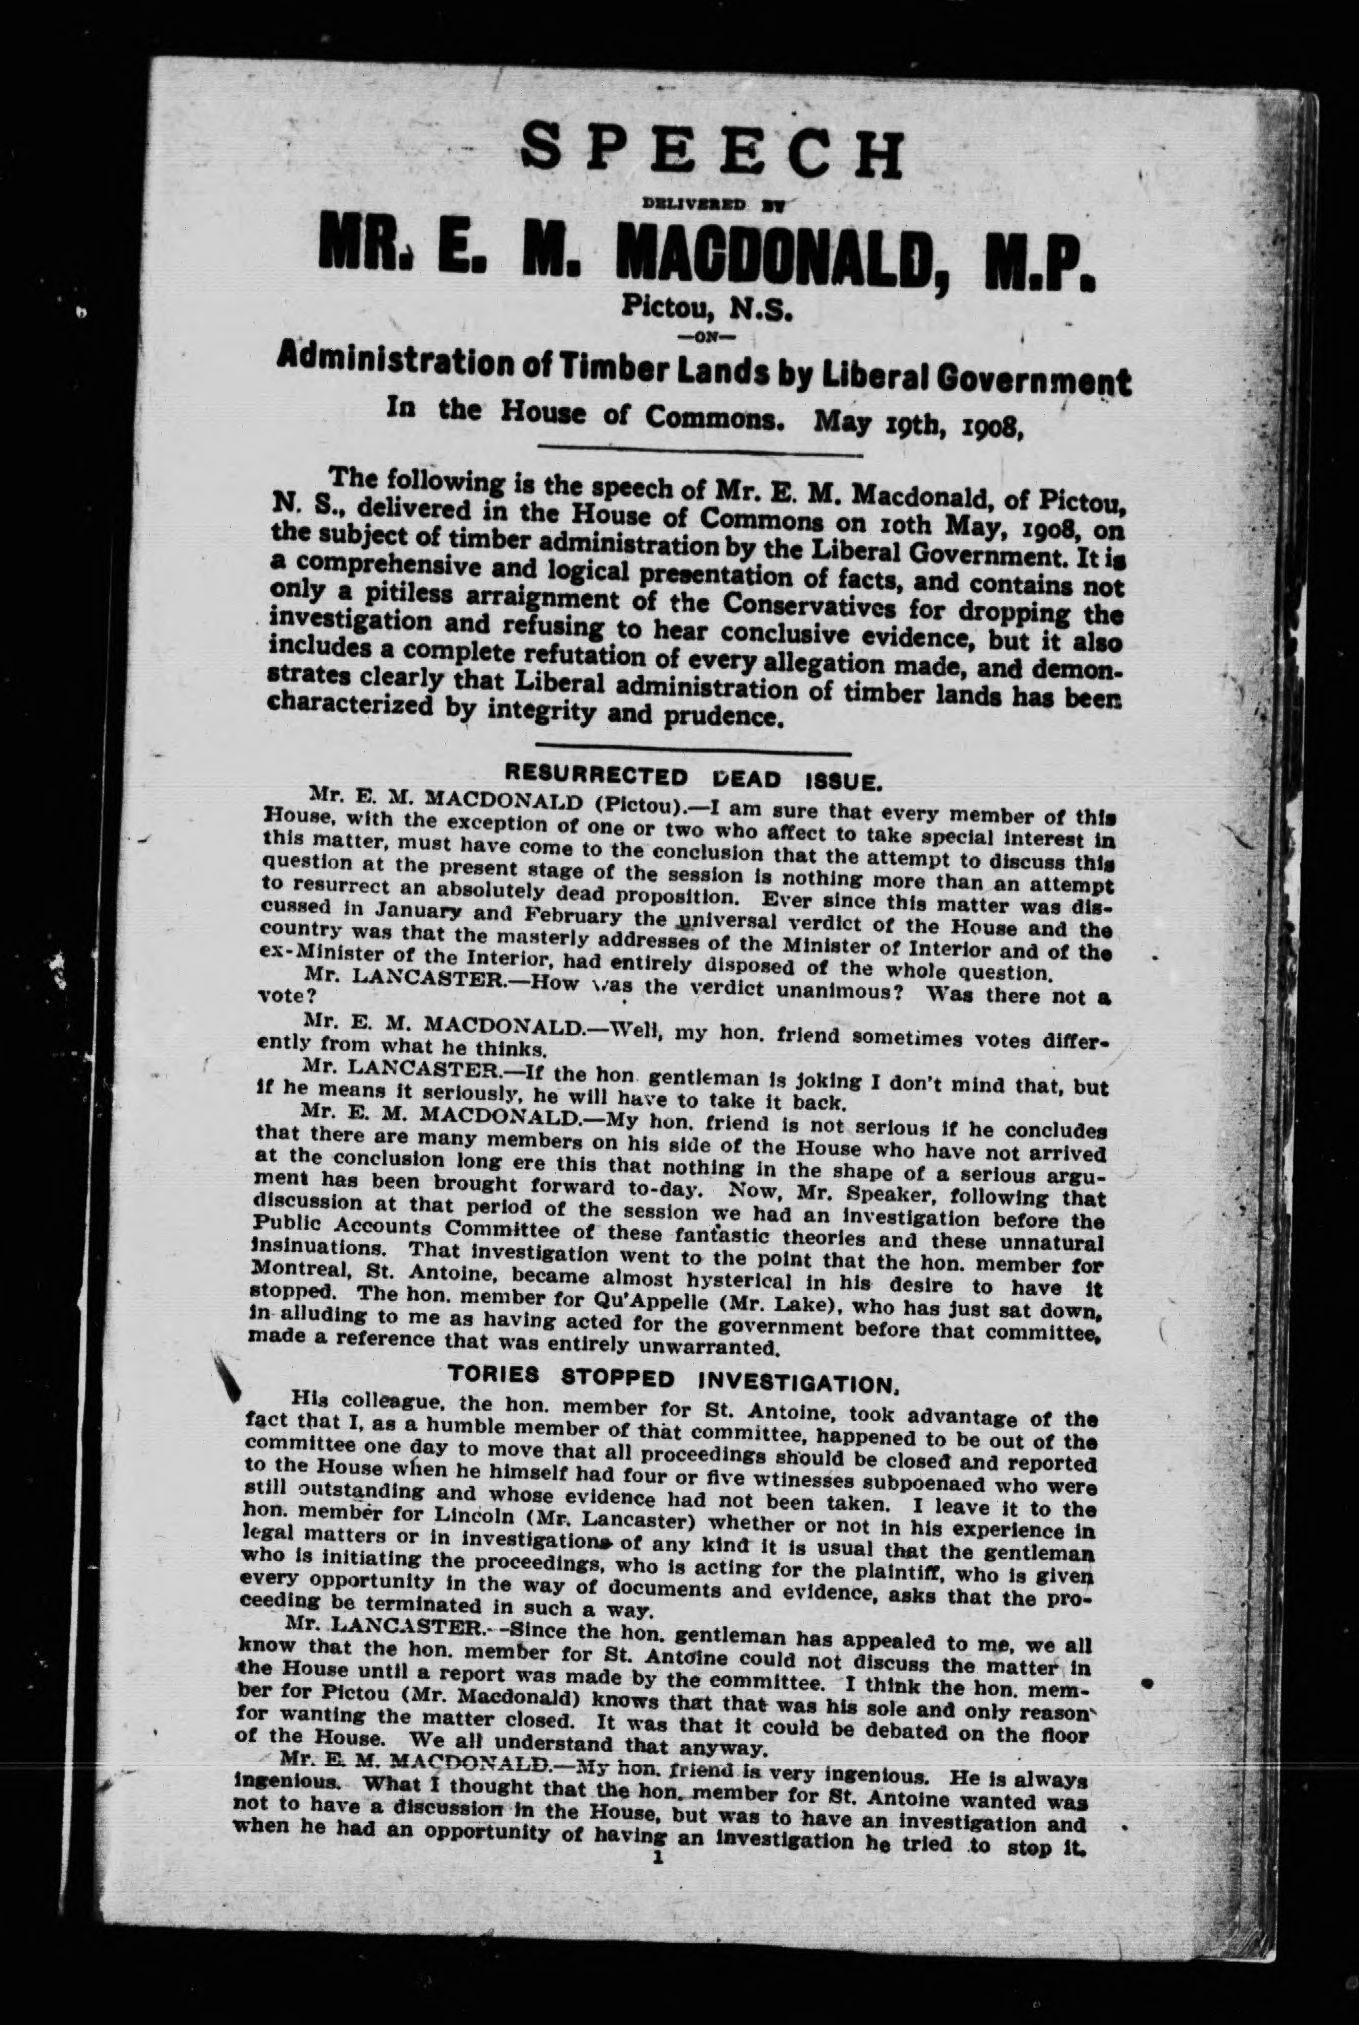 SPEECH
DELIVERED BY
MR. E. M. MACDONALD, M.P.
Pictou, N.S.
—ON—
Administration of Timber Lands by Liberal Government
In the House of Commons. May 19th, 1908,
The following is the speech of Mr. E. M. Macdonald, of Pictou,
N. S., delivered in the House of Commons on 10th May, 1908, on
the subject of timber administration by the Liberal Government. It is
a comprehensive and logical presentation of facts, and contains not
only a pitiless arraignment of the Conservatives for dropping the
investigation and refusing to hear conclusive evidence, but it also
includes a complete refutation of every allegation made, and demon-
strates clearly that Liberal administration of timber lands has been
characterized by integrity and prudence.
RESURRECTED DEAD ISSUE.
Mr. E. M. MACDONALD (Pictou).—I am sure that every member of this
House, with the exception of one or two who affect to take special interest in
this matter, must have come to the conclusion that the attempt to discuss this
question at the present stage of the session is nothing more than an attempt
to resurrect an absolutely dead proposition. Ever since this matter was dis-
cussed in January and February the universal verdict of the House and the
country was that the masterly addresses of the Minister of Interior and of the
ex-Minister of the Interior, had entirely disposed of the whole question.
Mr. LANCASTER.—How was the verdict unanimous? Was there not a
vote?
Mr. E. M. MACDONALD.—Well, my hon. friend sometimes votes differ-
ently from what he thinks.
Mr. LANCASTER.—If the hon. gentleman is joking I don't mind that, but
if he means it seriously, he will have to take it back.
Mr. E. M. MACDONALD.—My hon. friend is not serious if he concludes
that there are many members on his side of the House who have not arrived
at the conclusion long ere this that nothing in the shape of a serious argu-
ment has been brought forward to-day. Now, Mr. Speaker, following that
discussion at that period of the session we had an investigation before the
Public Accounts Committee of these fantastic theories and these unnatural
insinuations. That investigation went to the point that the hon. member for
Montreal, St. Antoine, became almost hysterical in his desire to have it
stopped. The hon. member for Qu'Appelle (Mr. Lake), who has just sat down,
in alluding to me as having acted for the government before that committee,
made a reference that was entirely unwarranted.
TORIES STOPPED INVESTIGATION.
His colleague, the hon. member for St. Antoine, took advantage of the
fact that I, as a humble member of that committee, happened to be out of the
committee one day to move that all proceedings should be closed and reported
to the House when he himself had four or five wtinesses subpoenaed who were
still outstanding and whose evidence had not been taken. I leave it to the
hon. member for Lincoln (Mr. Lancaster) whether or not in his experience in
legal matters or in investigations of any kind it is usual that the gentleman
who is initiating the proceedings, who is acting for the plaintiff, who is given
every opportunity in the way of documents and evidence, asks that the pro-
ceeding be terminated in such a way.
Mr. LANCASTER.--Since the hon. gentleman has appealed to me, we all
know that the hon. member for St. Antoine could not discuss the matter in
the House until a report was made by the committee. I think the hon. mem-
ber for Pictou (Mr. Macdonald) knows that that was his sole and only reason
for wanting the matter closed. It was that it could be debated on the floor
of the House. We all understand that anyway.
Mr. E. M. MACDONALD.—My hon. friend is very ingenious. He is always
ingenious. What I thought that the hon. member for St. Antoine wanted was
not to have a discussion in the House, but was to have an investigation and
when he had an opportunity of having an investigation he tried to stop it.
1